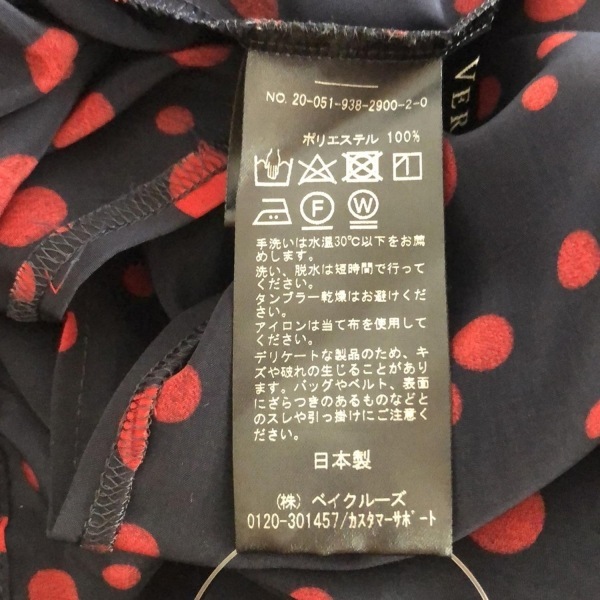 NO. 20-051-938-2900-2-0
VER
ポリエステル 100%
F
W
手洗いは水温30℃以下をお薦
めします。
洗い、脱水は短時間で行って
ください。
タンブラー乾燥はお避けくだ
さい。
アイロンは当て布を使用して
ください。
デリケートな製品のため、キ
ズや破れの生じることがあり
ます。バッグやベルト、表面
にざらつきのあるものなどと
のスレや引っ掛けにご注意く
ださい。
日本製
(株) ベイクルーズ
0120-301457/カスタマーサポート